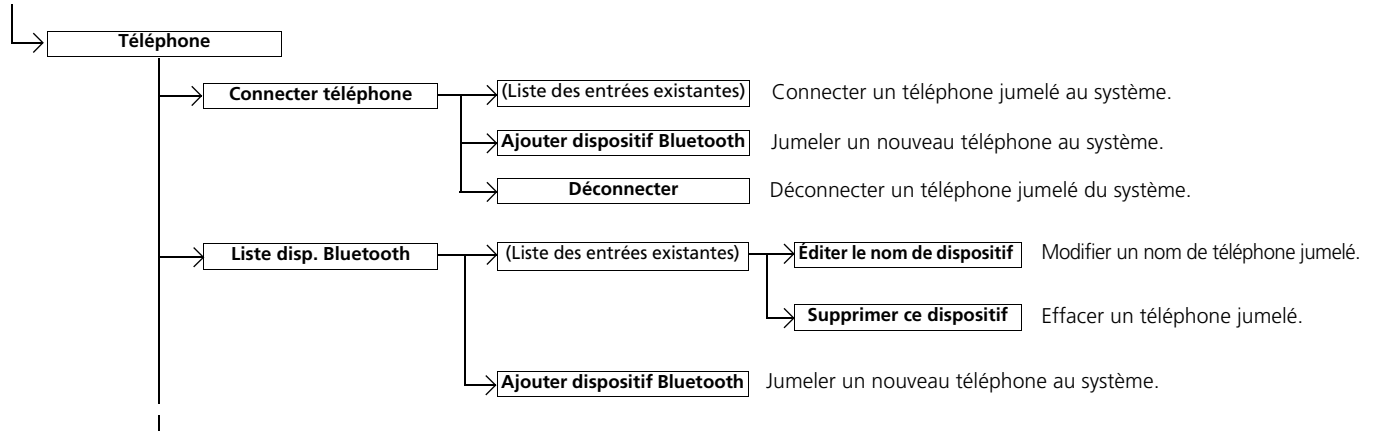 Téléphone
Connecter téléphone (Liste des entrées existantes) Connecter un téléphone jumelé au système.
Ajouter dispositif Bluetooth Jumeler un nouveau téléphone au système.
Déconnecter Déconnecter un téléphone jumelé du système.
Liste disp. Bluetooth (Liste des entrées existantes) Éditer le nom de dispositif Modifier un nom de téléphone jumelé.
Supprimer ce dispositif Effacer un téléphone jumelé.
Ajouter dispositif Bluetooth Jumeler un nouveau téléphone au système.